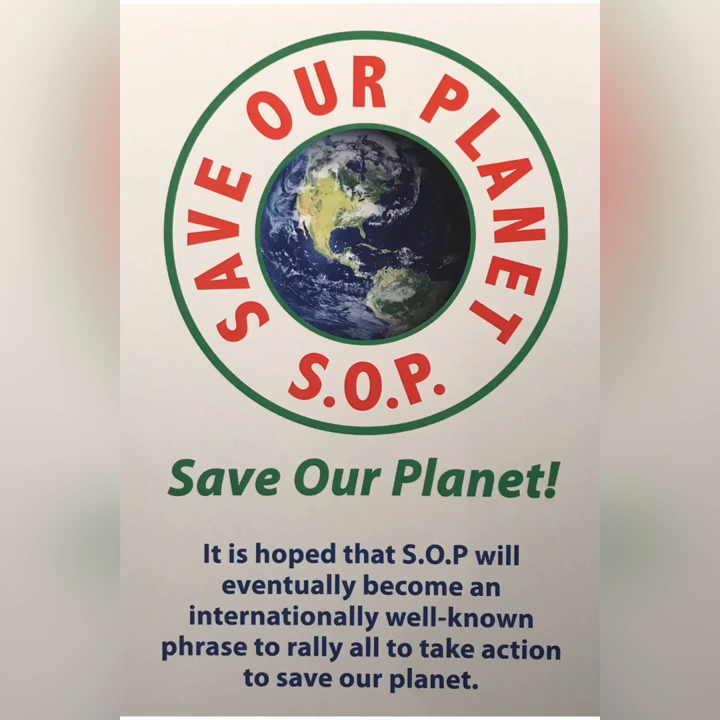 SAVE OUR PLANET
S.O.P.
Save Our Planet!
It is hoped that S.O.P will
eventually become an
internationally well-known
phrase to rally all to take action
to save our planet.